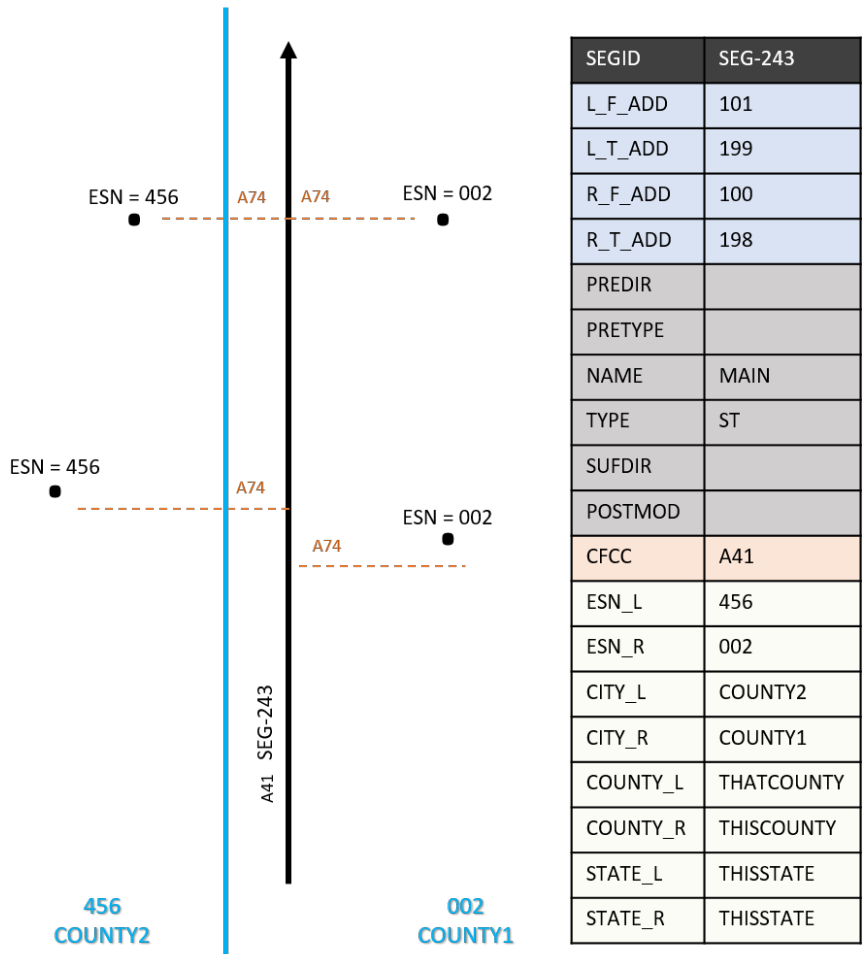 ESN = 456
A74
A74
ESN = 002
ESN = 456
A74
ESN = 002
A74
A41 SEG-243
456
COUNTY2
002
COUNTY1
SEGID SEG-243
L_F_ADD 101
L_T_ADD 199
R_F_ADD 100
R_T_ADD 198
PREDIR
PRETYPE
NAME MAIN
TYPE ST
SUFDIR
POSTMOD
CFCC A41
ESN_L 456
ESN_R 002
CITY_L COUNTY2
CITY_R COUNTY1
COUNTY_L THATCOUNTY
COUNTY_R THISCOUNTY
STATE_L THISSTATE
STATE_R THISSTATE